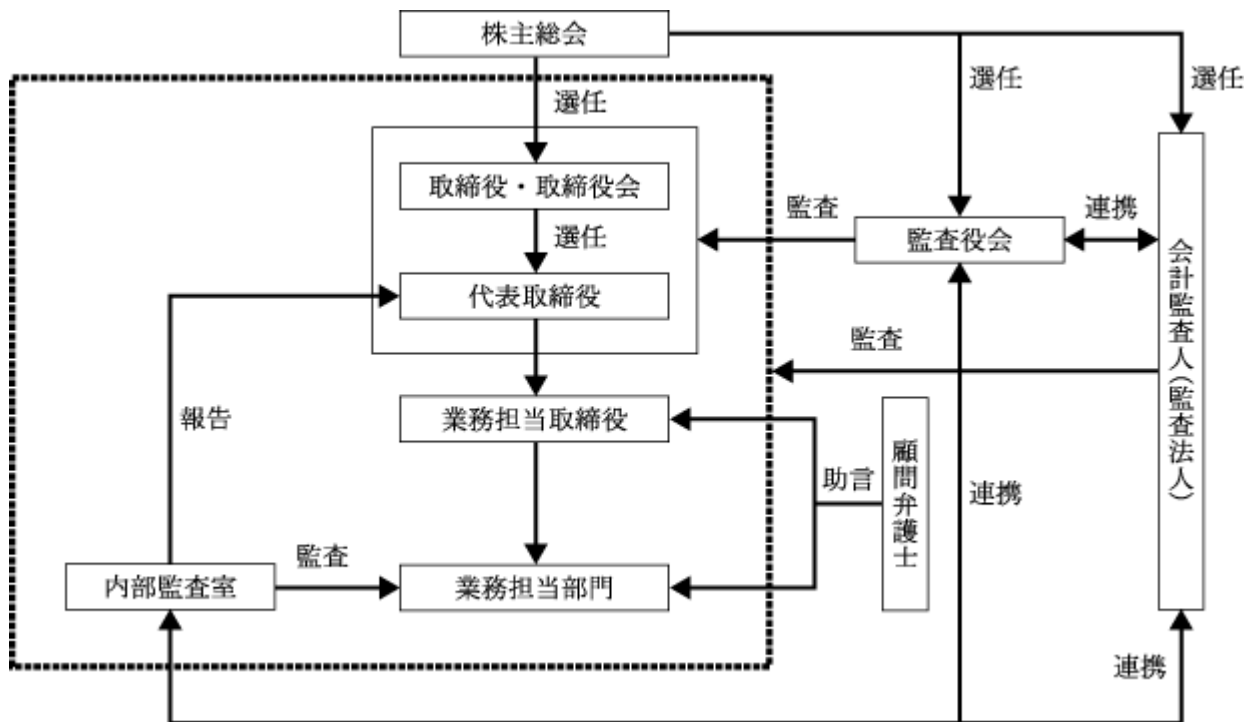 株主総会
選任
選任
選任
取締役・取締役会
選任
監査
監査役会
連携
会計監査人(監査法人)
代表取締役
監査
報告
業務担当取締役
顧問弁護士
助言
連携
内部監査室
監査
業務担当部門
連携